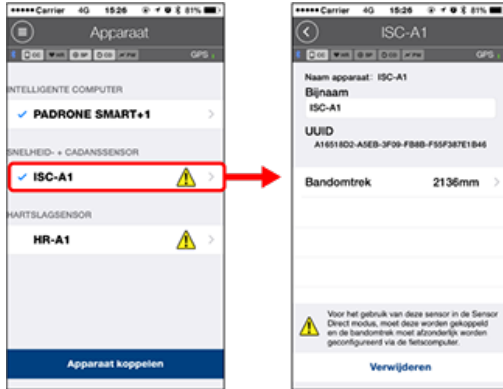 Carrier 4G 15:26 81%
Apparaat
GPS
INTELLIGENTE COMPUTER
PADRONE SMART+1
SNELHEID- + CADANSSENSOR
ISC-A1
HARTSLAGSENSOR
HR-A1
Apparaat koppelen
Carrier 4G 15:26 81%
ISC-A1
GPS
Naam apparaat: ISC-A1
Bijnaam
ISC-A1
UUID
A16518D2-A5EB-3F09-FB8B-F55F387E1B46
Bandomtrek 2136mm
Voor het gebruik van deze sensor in de Sensor
Direct modus, moet deze worden gekoppeld
en de bandomtrek moet afzonderlijk worden
geconfigureerd via de fietscomputer.
Verwijderen